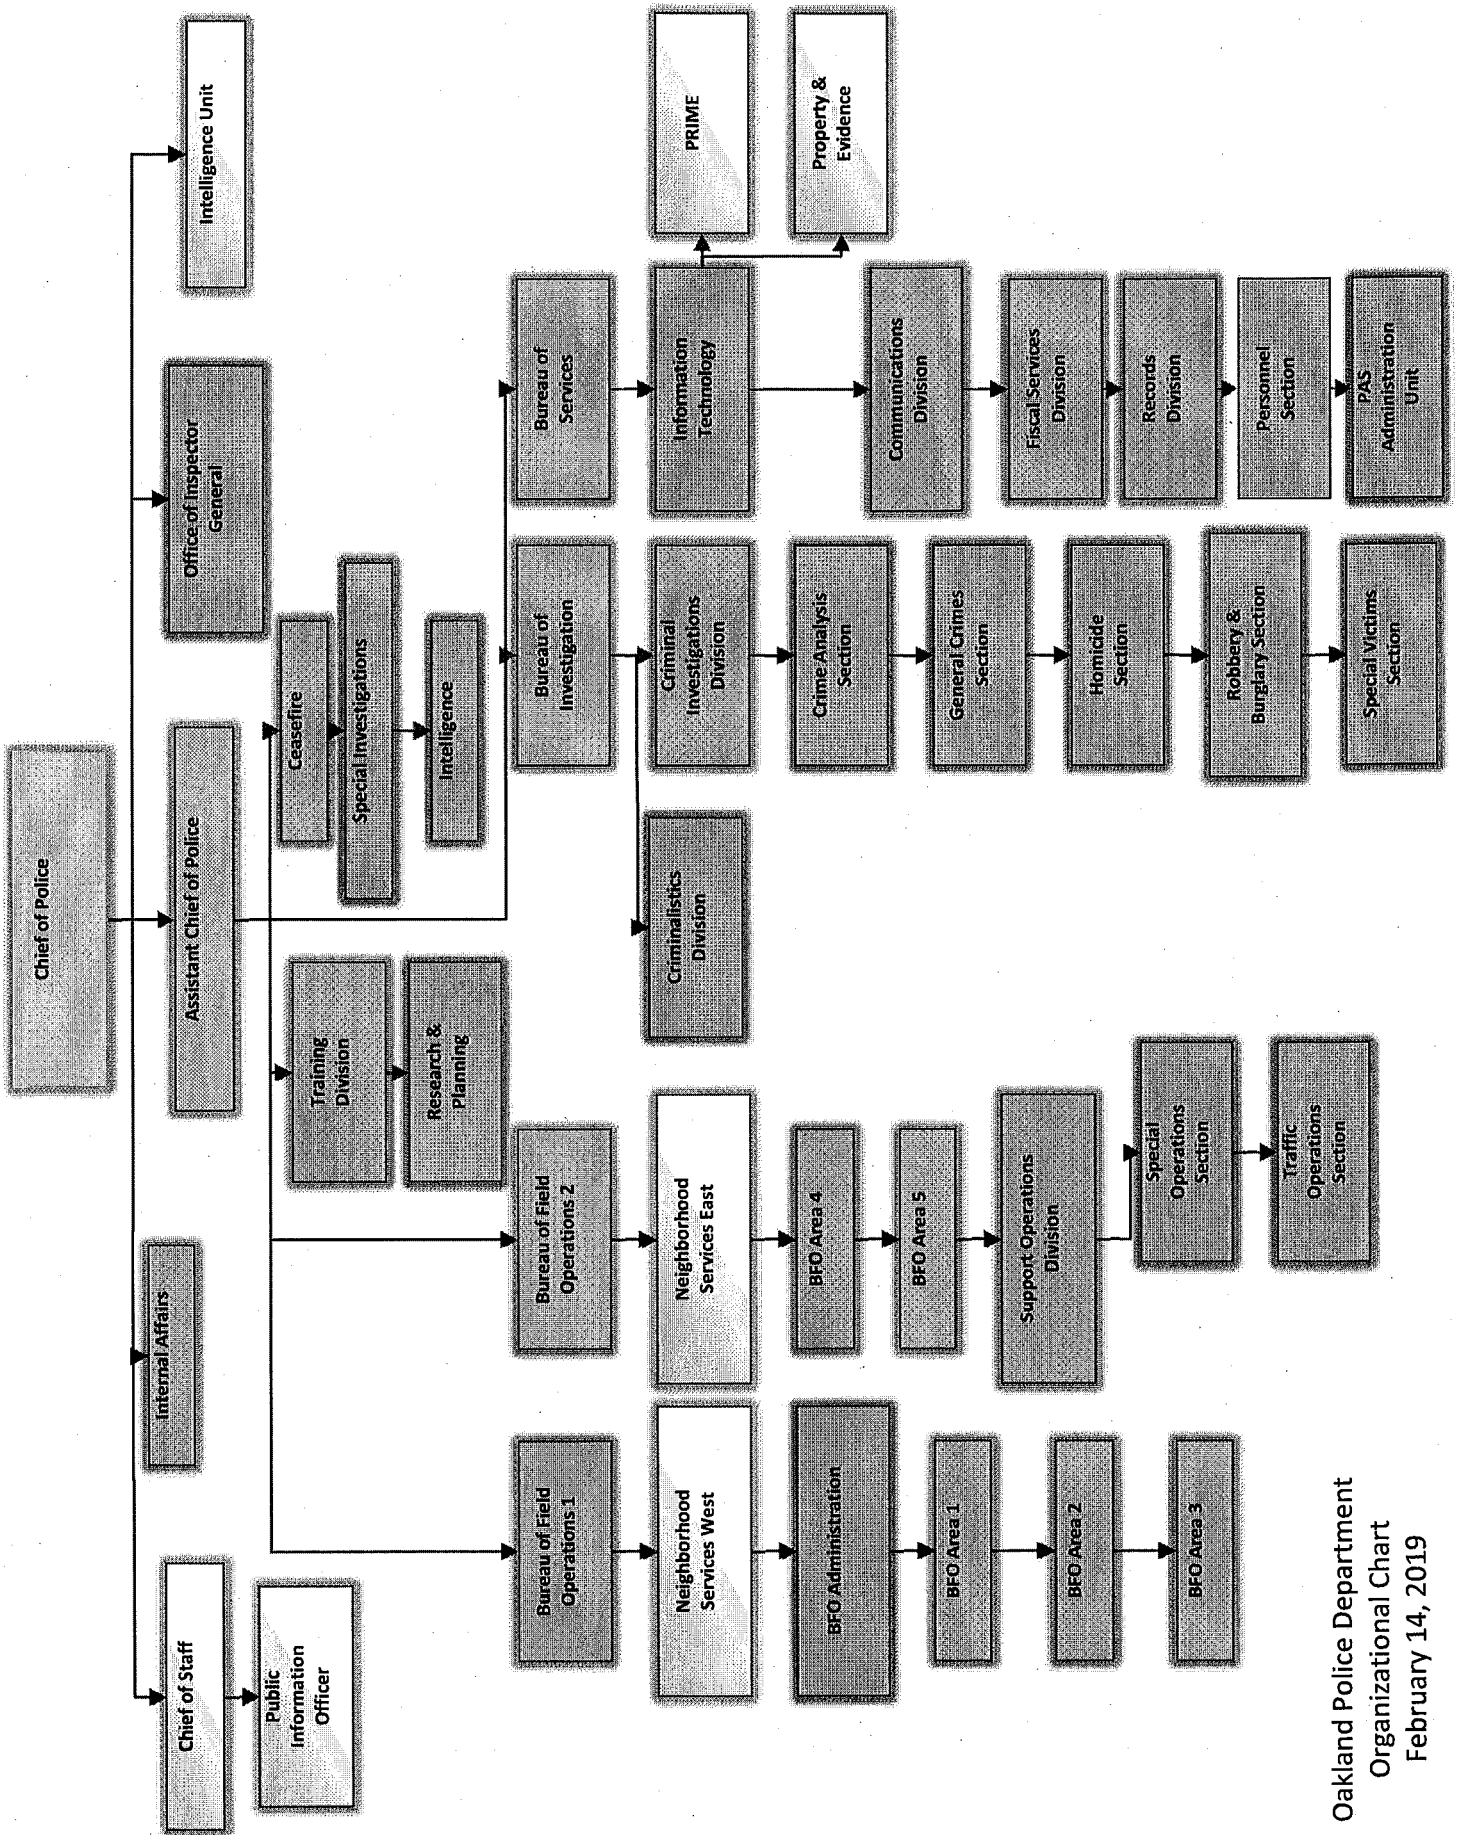 Chief of Police
Chief of Staff
Public
Information
Officer
Internal Affairs
Assistant Chief of Police
Office of Inspector
General
Intelligence Unit
Training
Division
Research &
Planning
Ceasefire
Special Investigations
Intelligence
Bureau of Field
Operations 1
Neighborhood
Services West
BFO Administration
BFO Area 1
BFO Area 2
BFO Area 3
Bureau of Field
Operations 2
Neighborhood
Services East
BFO Area 4
BFO Area 5
Support Operations
Division
Special
Operations
Section
Traffic
Operations
Section
Bureau of
Investigation
Criminalistics
Division
Criminal
Investigations
Division
Crime Analysis
Section
General Crimes
Section
Homicide
Section
Robbery &
Burglary Section
Special Victims
Section
Bureau of
Services
Information
Technology
PRIME
Property &
Evidence
Communications
Division
Fiscal Services
Division
Records
Division
Personnel
Section
PAS
Administration
Unit
Oakland Police Department
Organizational Chart
February 14, 2019